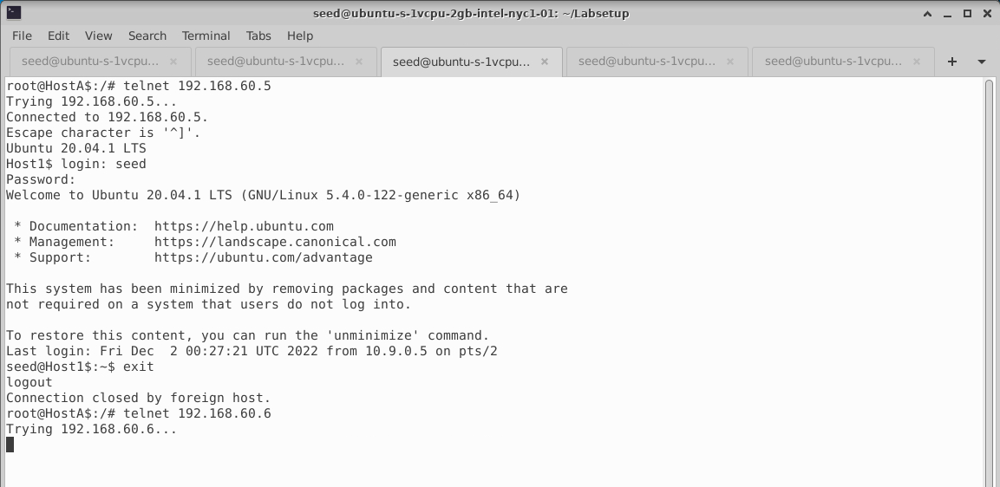 seed@ubuntu-s-1vcpu-2gb-intel-nyc1-01: ~/Labsetup
File Edit View Search Terminal Tabs Help
seed@ubuntu-s-1vcpu... × seed@ubuntu-s-1vcpu... × seed@ubuntu-s-1vcpu... × seed@ubuntu-s-1vcpu... × seed@ubuntu-s-1vcpu... ×
root@HostA$:/# telnet 192.168.60.5
Trying 192.168.60.5...
Connected to 192.168.60.5.
Escape character is '^]'.
Ubuntu 20.04.1 LTS
Host1$ login: seed
Password:
Welcome to Ubuntu 20.04.1 LTS (GNU/Linux 5.4.0-122-generic x86_64)
* Documentation:  https://help.ubuntu.com
* Management:     https://landscape.canonical.com
* Support:        https://ubuntu.com/advantage
This system has been minimized by removing packages and content that are
not required on a system that users do not log into.
To restore this content, you can run the 'unminimize' command.
Last login: Fri Dec  2 00:27:21 UTC 2022 from 10.9.0.5 on pts/2
seed@Host1$:~$ exit
logout
Connection closed by foreign host.
root@HostA$:/# telnet 192.168.60.6
Trying 192.168.60.6...